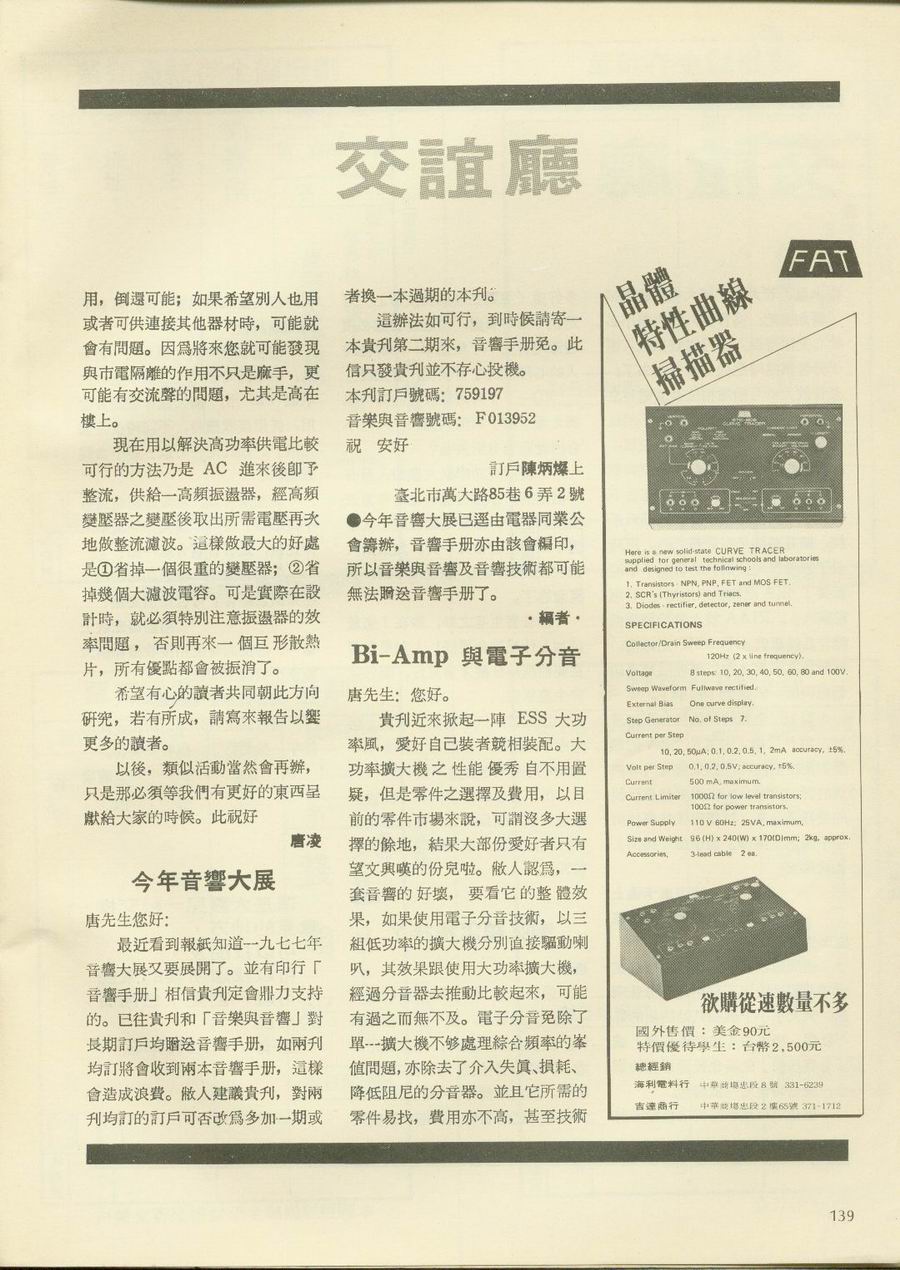 交誼廳
用，倒還可能；如果希望別人也用
或者可供連接其他器材時，可能就
會有問題。因爲將來您就可能發現
與市電隔離的作用不只是麻手，更
可能有交流聲的問題，尤其是高在
樓上。
現在用以解決高功率供電比較
可行的方法乃是 AC 進來後卽予
整流，供給一高頻振盪器，經高頻
變壓器之變壓後取出所需電壓再次
地做整流濾波。這樣做最大的好處
是①省掉一個很重的變壓器；②省
掉幾個大濾波電容。可是實際在設
計時，就必須特別注意振盪器的效
率問題，否則再來一個巨形散熱
片，所有優點都會被振消了。
希望有心的讀者共同朝此方向
研究，若有所成，請寫來報告以饗
更多的讀者。
以後，類似活動當然會再辦，
只是那必須等我們有更好的東西呈
獻給大家的時候。此祝好
唐凌
今年音響大展
唐先生您好：
最近看到報紙知道一九七七年
音響大展又要展開了。並有印行「
音響手册」相信貴刋定會鼎力支持
的。已往貴刋和「音樂與音響」對
長期訂戶均贈送音響手册，如兩刋
均訂將會收到兩本音響手册，這樣
會造成浪費。敝人建議貴刋，對兩
刋均訂的訂戶可否改爲多加一期或
者換一本過期的本刋。
這辦法如可行，到時候請寄一
本貴刋第二期來，音響手册免。此
信只發貴刋並不存心投機。
本刋訂戶號碼：759197
音樂與音響號碼：F013952
祝 安好
訂戶陳炳燦上
臺北市萬大路85巷6弄2號
●今年音響大展已逕由電器同業公
會籌辦，音響手册亦由該會編印，
所以音樂與音響及音響技術都可能
無法贈送音響手册了。
·編者·
Bi-Amp 與電子分音
唐先生：您好。
貴刋近來掀起一陣 ESS 大功
率風，愛好自己裝者競相裝配。大
功率擴大機之性能優秀自不用置
疑，但是零件之選擇及費用，以目
前的零件市場來說，可謂沒多大選
擇的餘地，結果大部份愛好者只有
望文興嘆的份兒啦。敝人認爲，一
套音響的好壞，要看它的整體效
果，如果使用電子分音技術，以三
組低功率的擴大機分別直接驅動喇
叭，其效果跟使用大功率擴大機，
經過分音器去推動比較起來，可能
有過之而無不及。電子分音免除了
單一擴大機不够處理綜合頻率的峯
值問題，亦除去了介入失眞、損耗、
降低阻尼的分音器。並且它所需的
零件易找，費用亦不高，甚至技術
FAT
晶體
特性曲線
掃描器
CURVE TRACER
Here is a new solid-state CURVE TRACER
supplied for general technical schools and laboratories
and designed to test the following :
1. Transistors - NPN, PNP, FET and MOS FET.
2. SCR's (Thyristors) and Triacs.
3. Diodes - rectifier, detector, zener and tunnel.
SPECIFICATIONS
Collector/Drain Sweep Frequency
120Hz (2 x line frequency).
Voltage 8 steps: 10, 20, 30, 40, 50, 60, 80 and 100V.
Sweep Waveform Fullwave rectified.
External Bias One curve display.
Step Generator No. of Steps 7.
Current per Step
10, 20, 50μA; 0.1, 0.2, 0.5, 1, 2mA accuracy, ±5%.
Volt per Step 0.1, 0.2, 0.5V; accuracy, ±5%.
Current 500 mA, maximum.
Current Limiter 1000Ω for low level transistors;
100Ω for power transistors.
Power Supply 110 V 60Hz; 25VA, maximum,
Size and Weight 96 (H) x 240(W) x 170(D)mm; 2kg, approx.
Accessories, 3-lead cable 2 ea.
欲購從速數量不多
國外售價：美金90元
特價優待學生：台幣2,500元
總經銷
海利電料行 中華商場忠段8號 331-6239
吉達商行 中華商場忠段2樓65號 371-1712
139